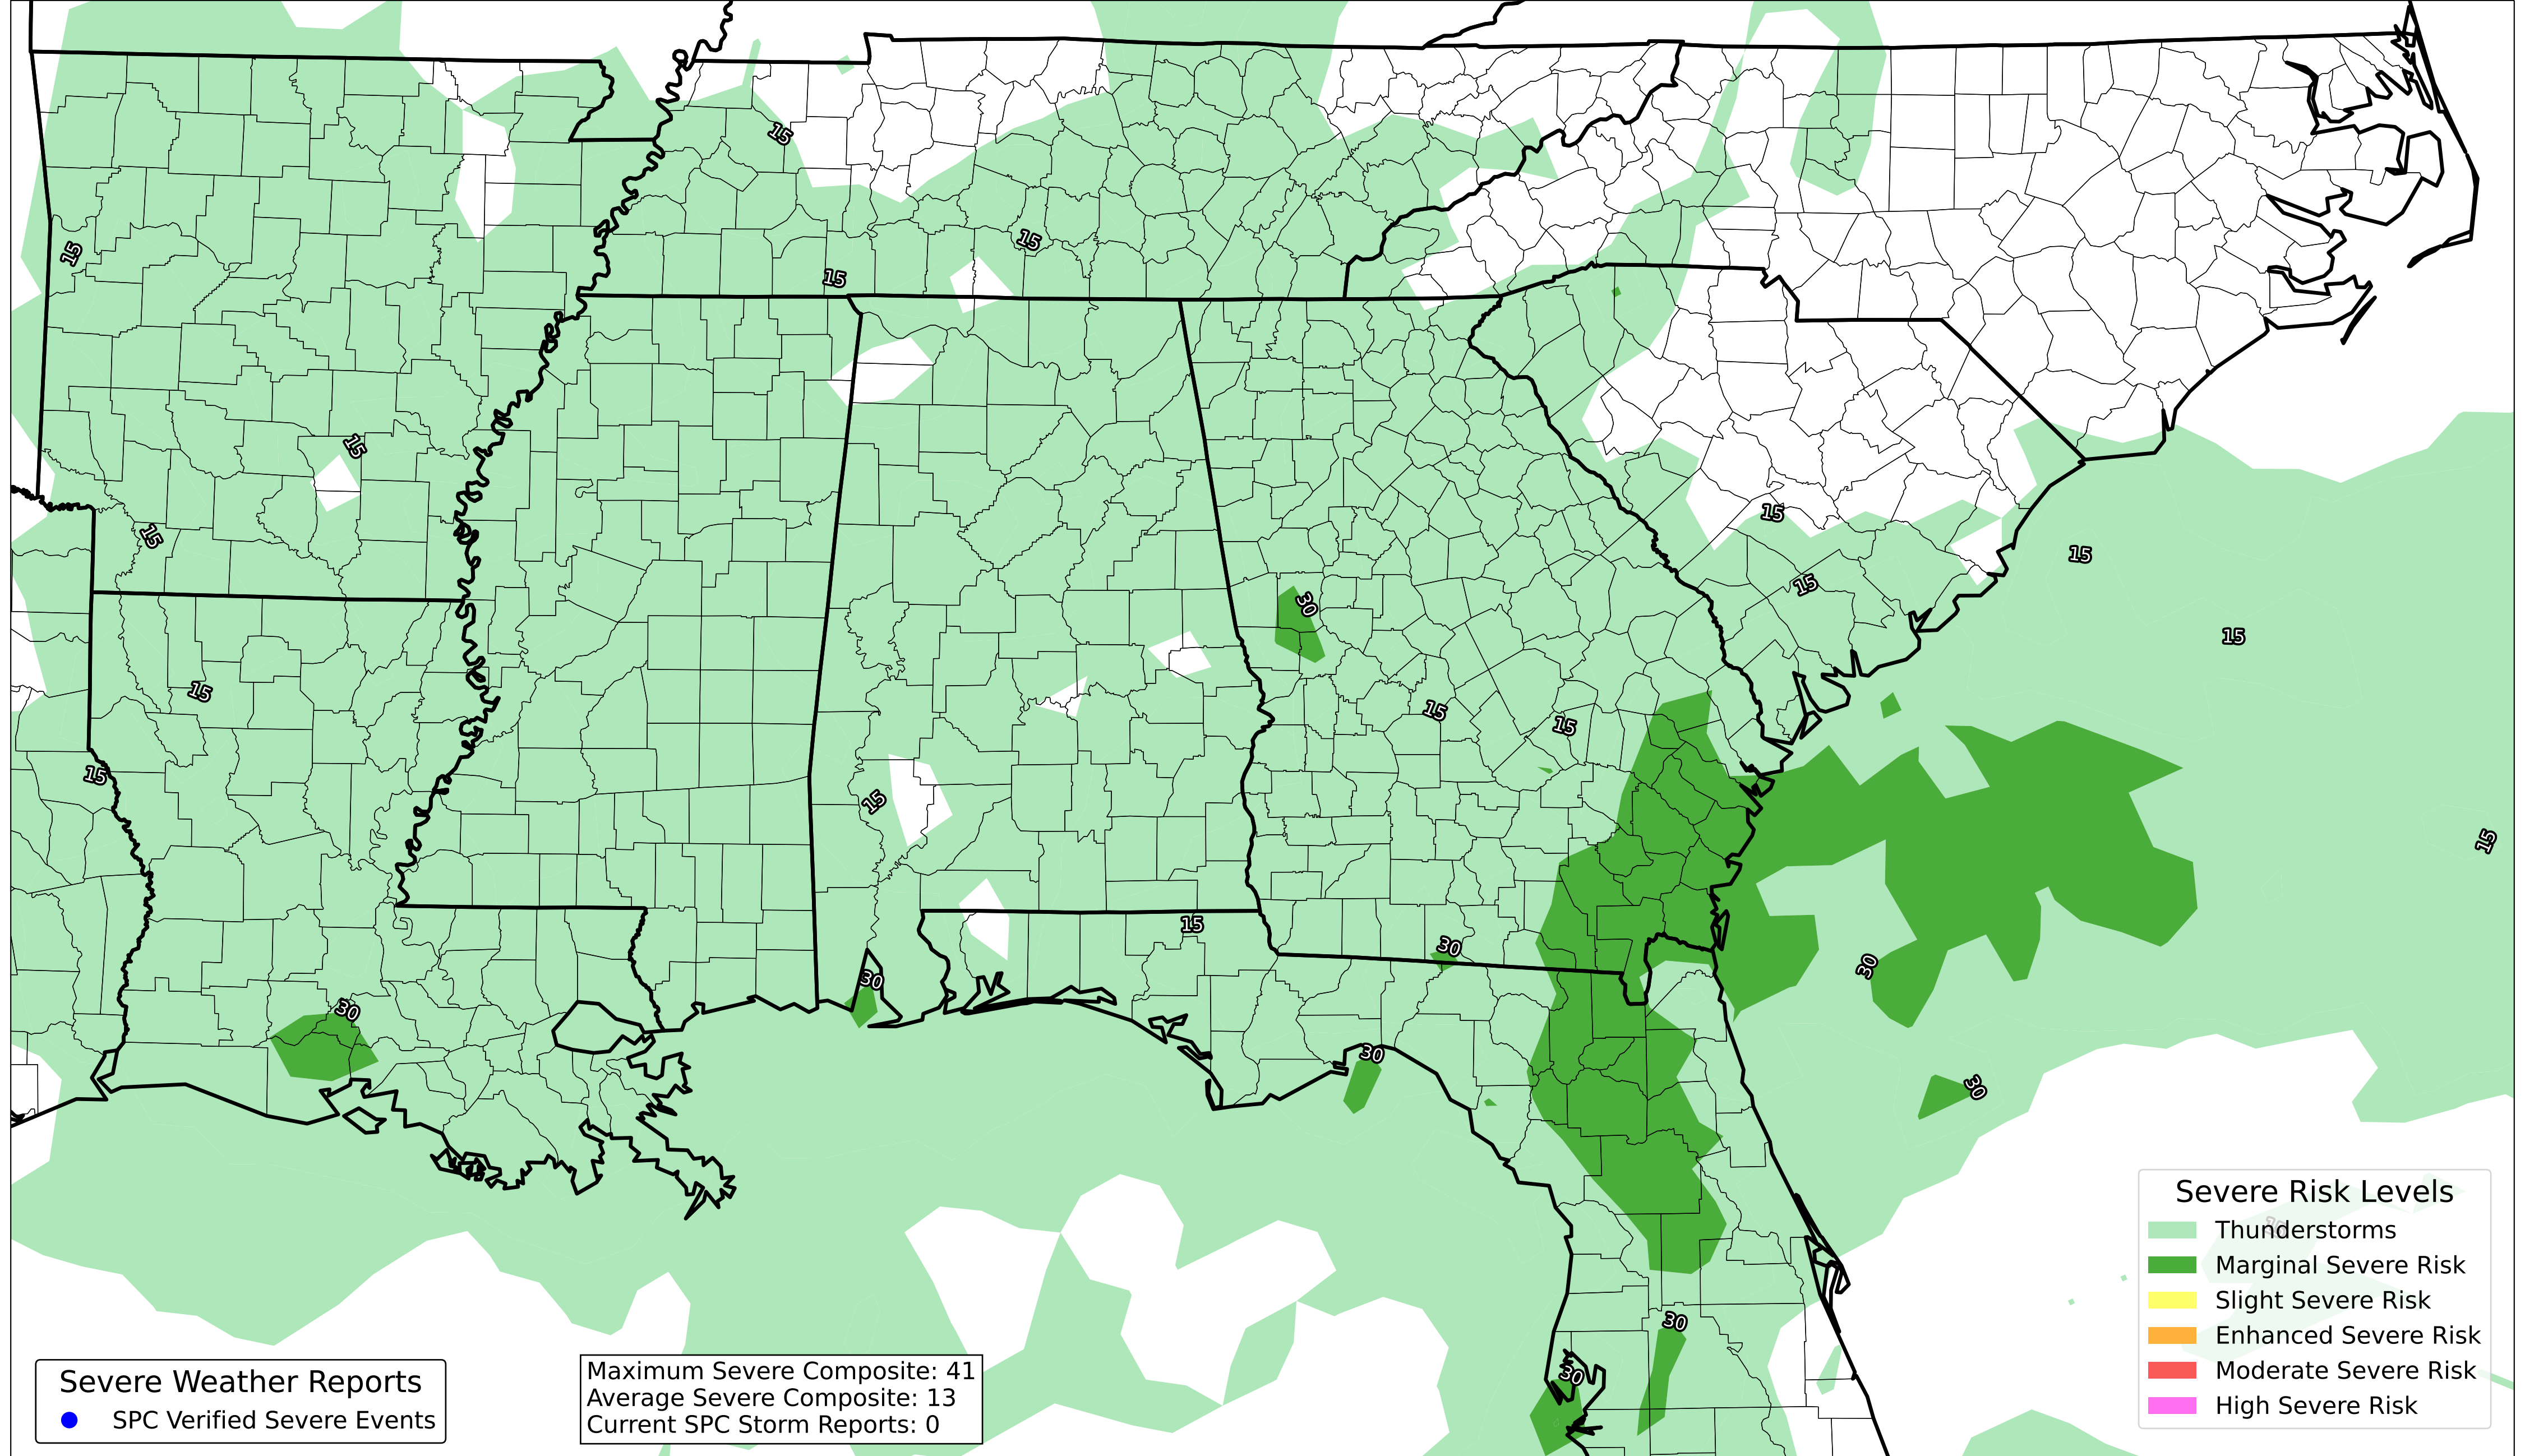 15
15
15
15
15
15
30
15
15
15
15
15
15
15
15
15
15
15
30
30
30
30
30
30
30
30
Severe Risk Levels
Thunderstorms
Marginal Severe Risk
Slight Severe Risk
Enhanced Severe Risk
Moderate Severe Risk
High Severe Risk
Severe Weather Reports
SPC Verified Severe Events
Maximum Severe Composite: 41
Average Severe Composite: 13
Current SPC Storm Reports: 0